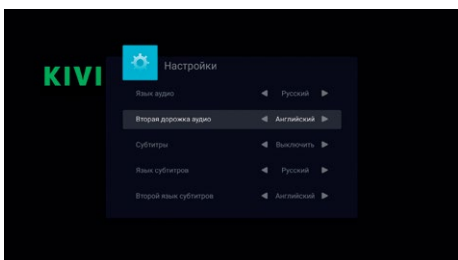 KIVI
Настройки
Язык аудио Русский
Вторая дорожка аудио Английский
Субтитры Выключить
Язык субтитров Русский
Второй язык субтитров Английский